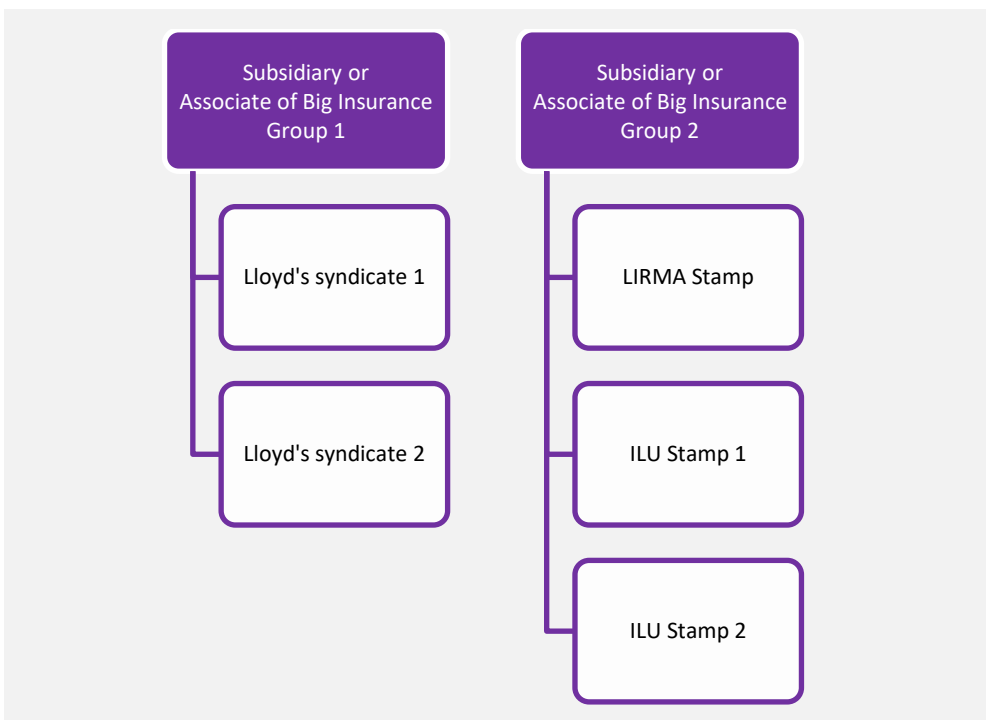 Subsidiary or
Associate of Big Insurance
Group 1
Lloyd's syndicate 1
Lloyd's syndicate 2
Subsidiary or
Associate of Big Insurance
Group 2
LIRMA Stamp
ILU Stamp 1
ILU Stamp 2